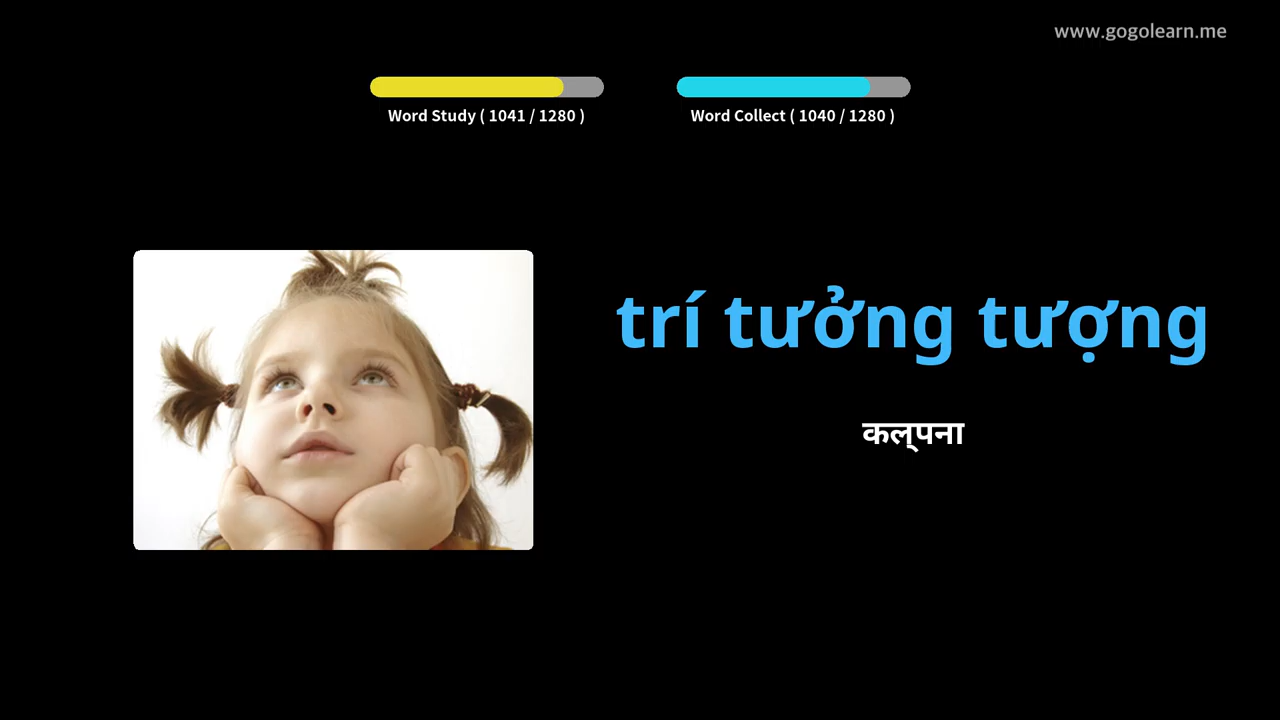 www.gogolearn.me
Word Study ( 1041 / 1280 )
Word Collect ( 1040 / 1280 )
trí tưởng tượng
कल्पना